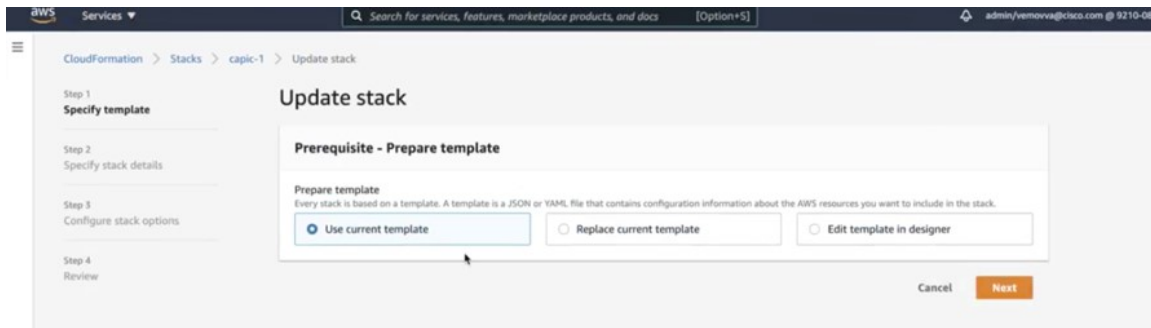 aws Services ▼ Search for services, features, marketplace products, and docs [Option+S] admin/vemovva@cisco.com @ 9210-08
CloudFormation > Stacks > capic-1 > Update stack
Step 1
Specify template
Step 2
Specify stack details
Step 3
Configure stack options
Step 4
Review
Update stack
Prerequisite - Prepare template
Prepare template
Every stack is based on a template. A template is a JSON or YAML file that contains configuration information about the AWS resources you want to include in the stack.
Use current template Replace current template Edit template in designer
Cancel Next